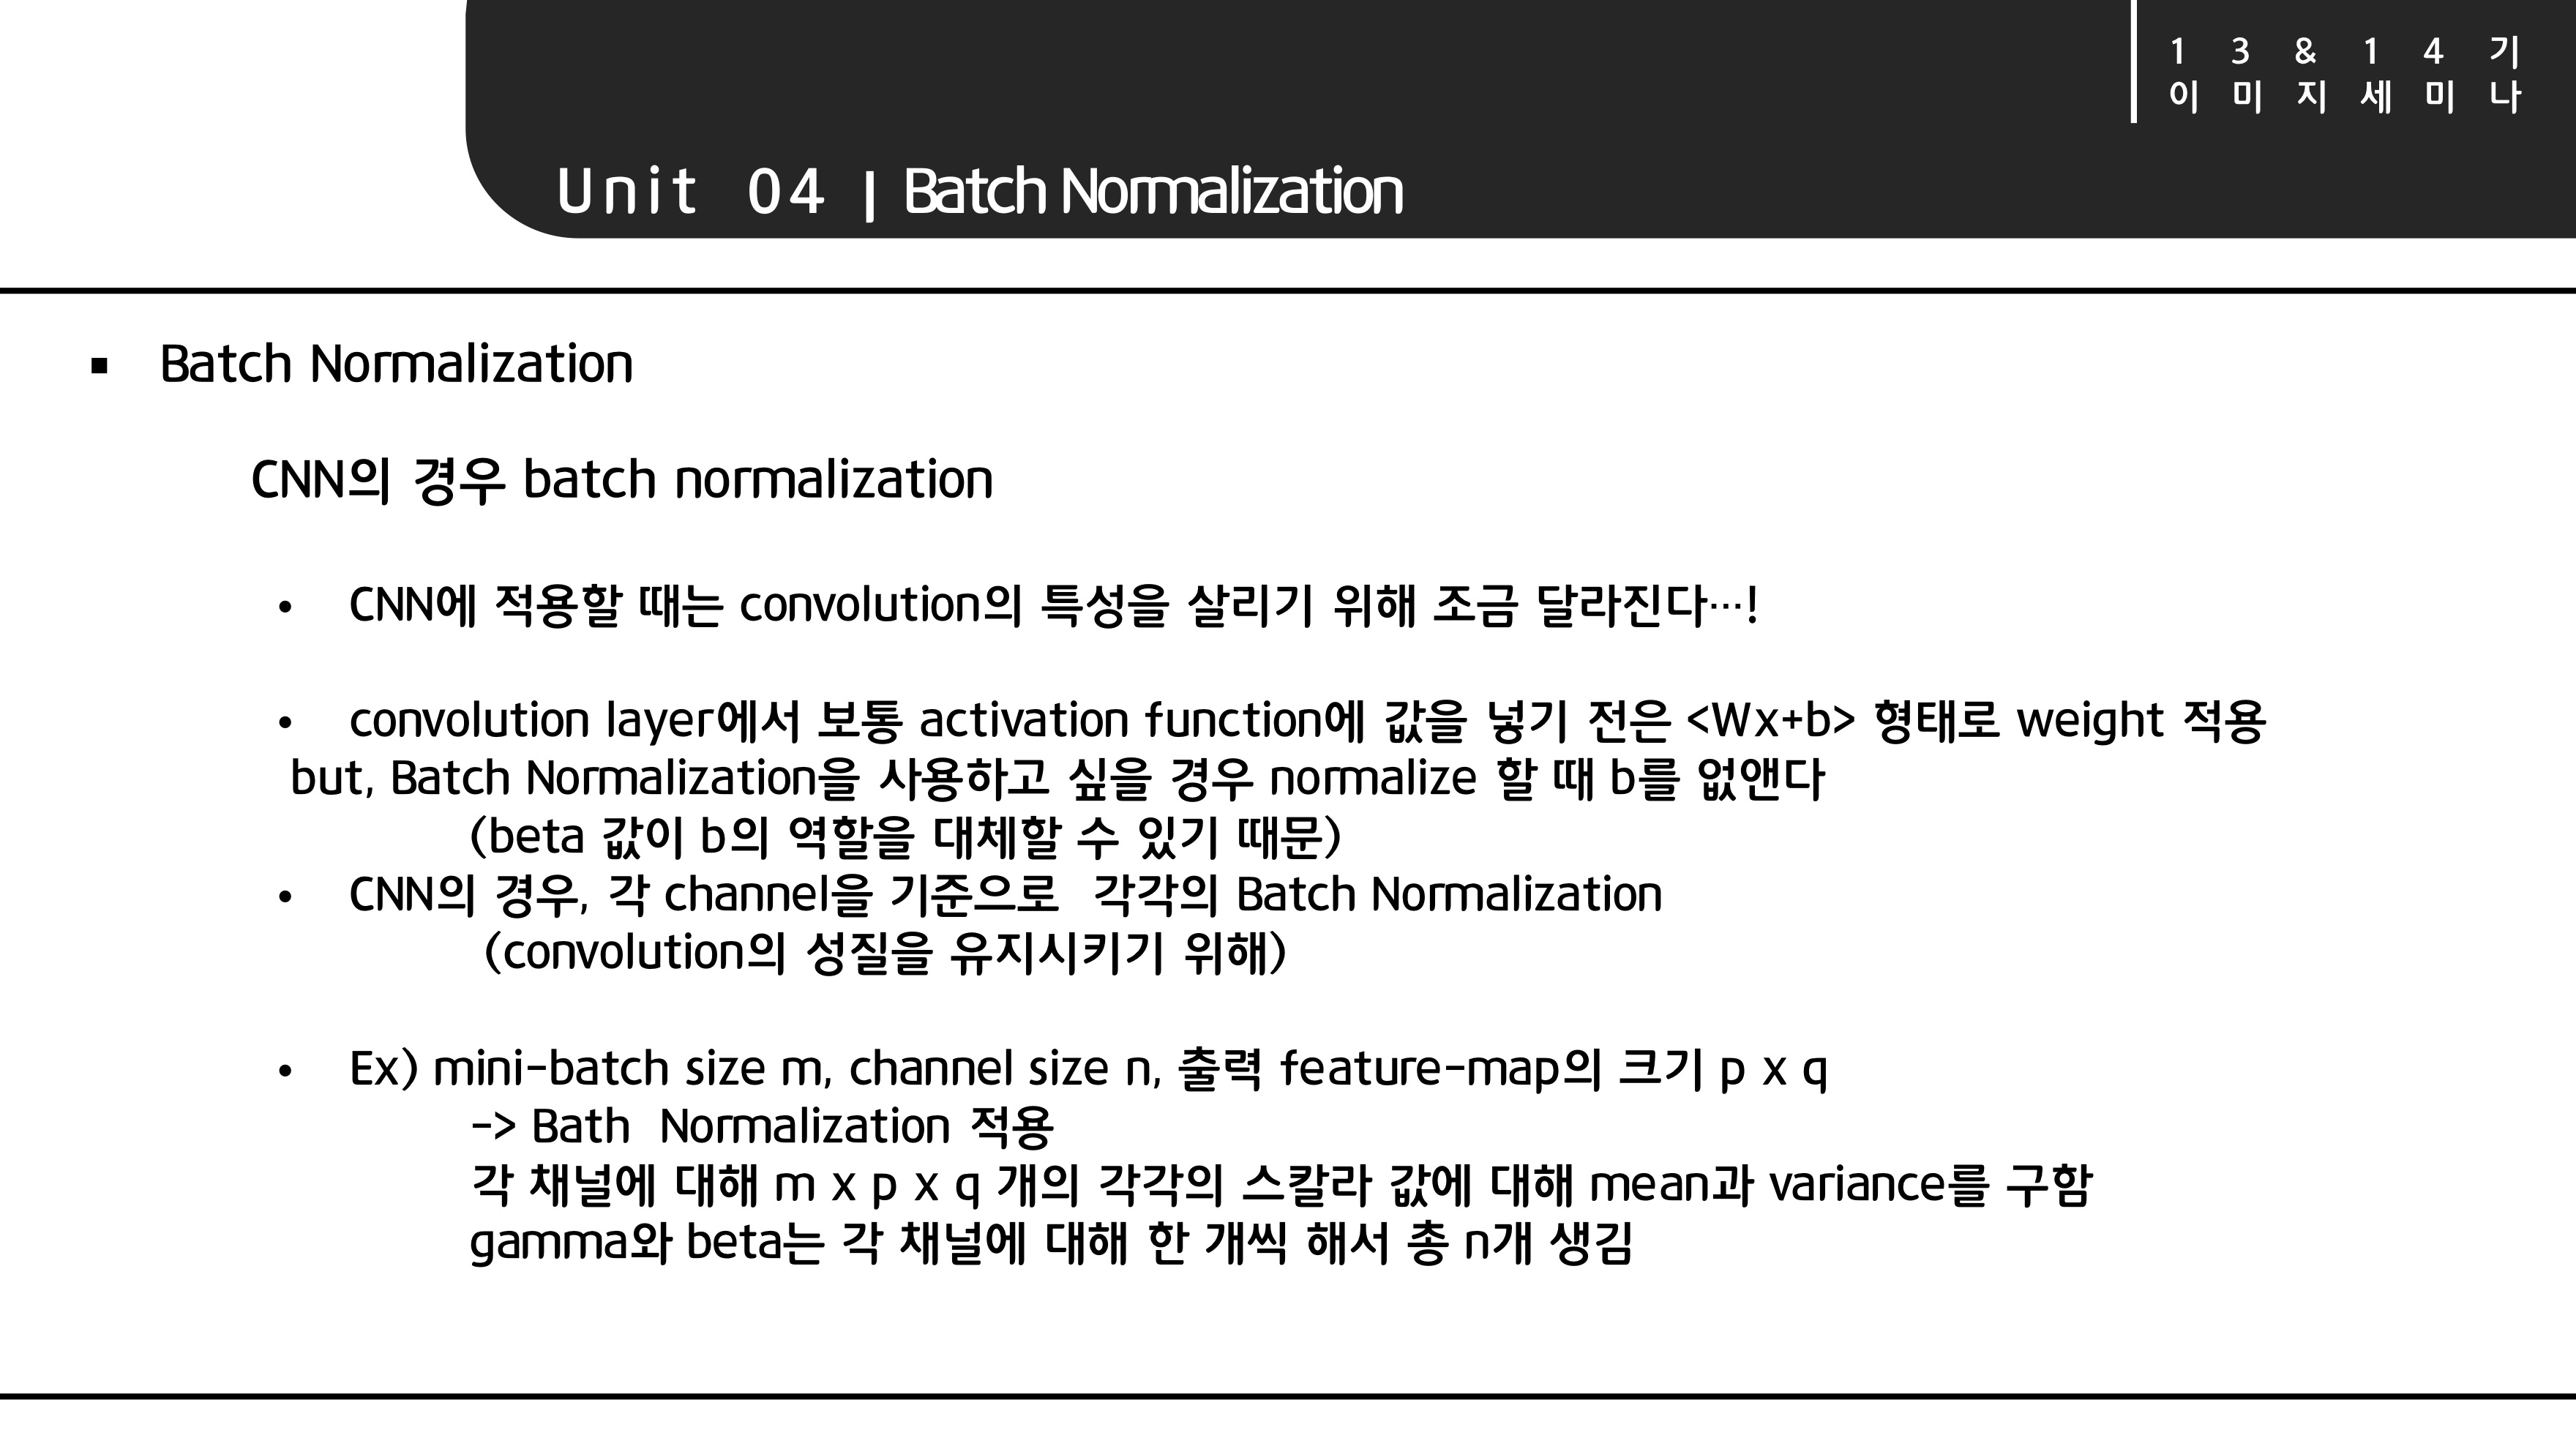 1 3 & 1 4 기
이 미 지 세 미 나
Unit 04 | Batch Normalization
▪ Batch Normalization
CNN의 경우 batch normalization
• CNN에 적용할 때는 convolution의 특성을 살리기 위해 조금 달라진다…!
• convolution layer에서 보통 activation function에 값을 넣기 전은 <Wx+b> 형태로 weight 적용
but, Batch Normalization을 사용하고 싶을 경우 normalize 할 때 b를 없앤다
(beta 값이 b의 역할을 대체할 수 있기 때문)
• CNN의 경우, 각 channel을 기준으로 각각의 Batch Normalization
(convolution의 성질을 유지시키기 위해)
• Ex) mini-batch size m, channel size n, 출력 feature-map의 크기 p x q
-> Bath Normalization 적용
각 채널에 대해 m x p x q 개의 각각의 스칼라 값에 대해 mean과 variance를 구함
gamma와 beta는 각 채널에 대해 한 개씩 해서 총 n개 생김